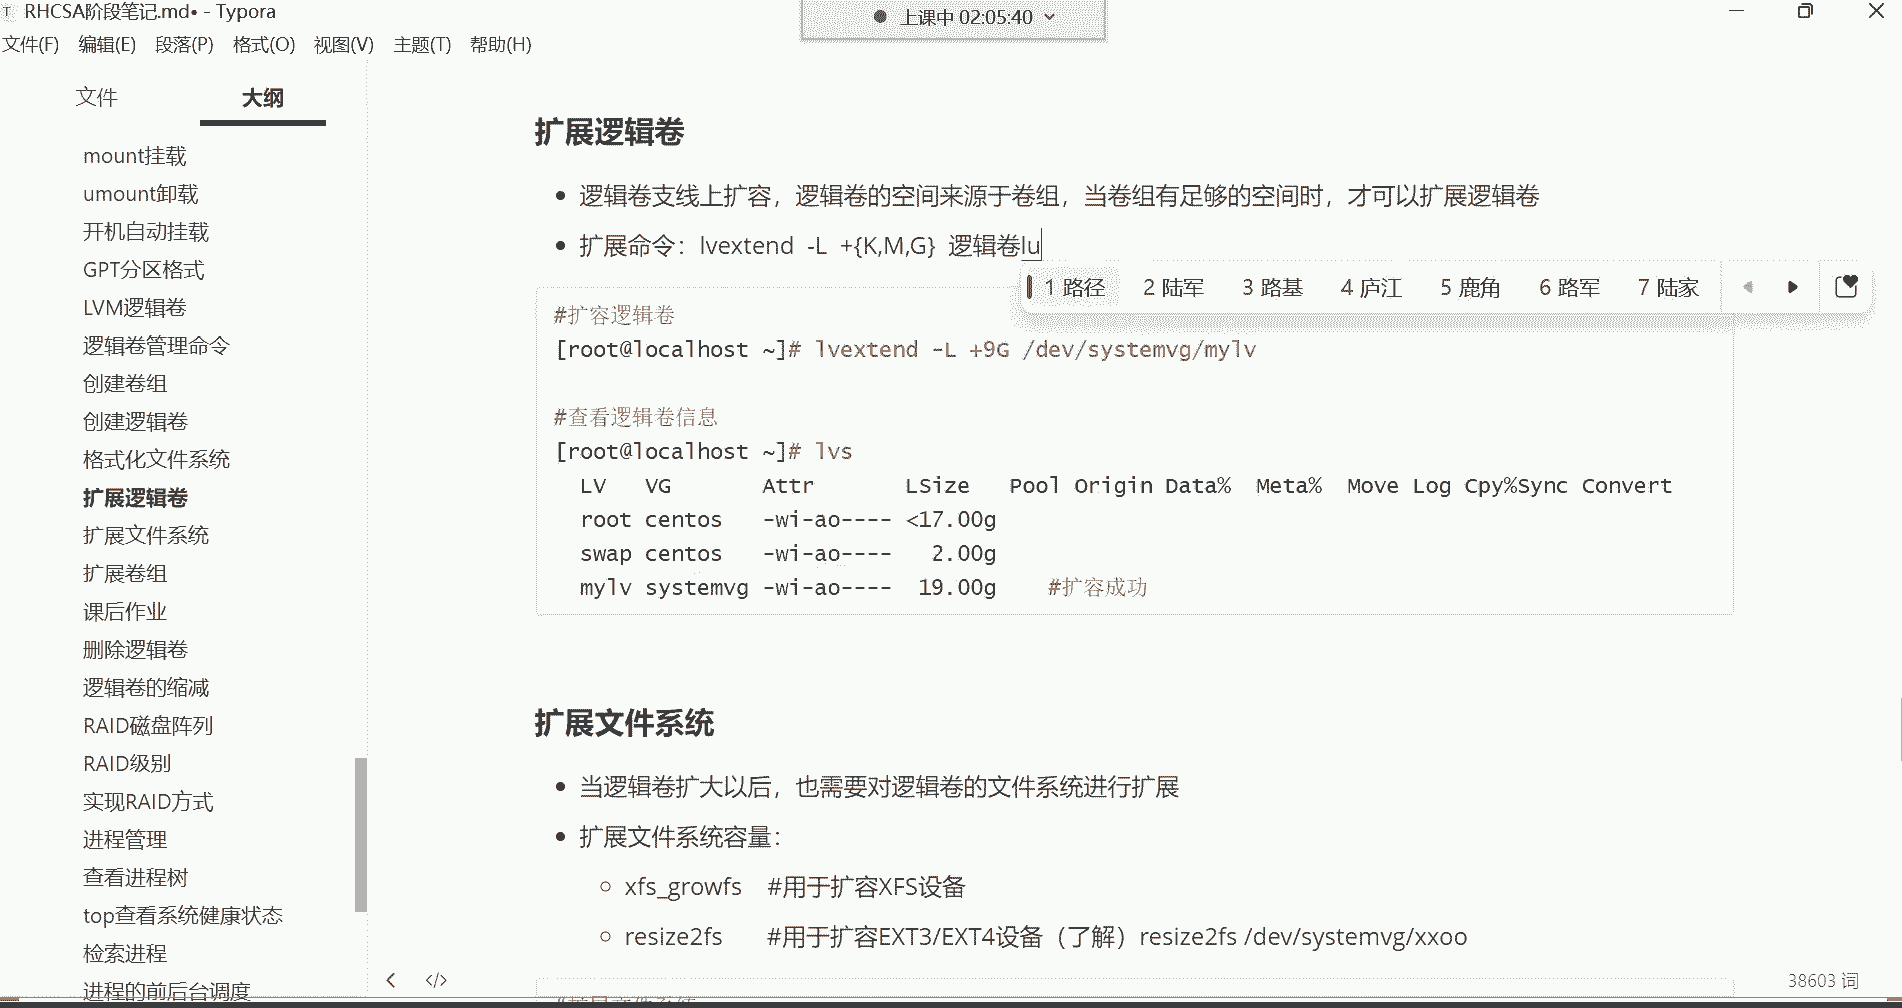 RHCSA阶段笔记.md• - Typora
上课中 02:05:40
文件(F) 编辑(E) 段落(P) 格式(O) 视图(V) 主题(T) 帮助(H)
文件 大纲
mount挂载
umount卸载
开机自动挂载
GPT分区格式
LVM逻辑卷
逻辑卷管理命令
创建卷组
创建逻辑卷
格式化文件系统
扩展逻辑卷
扩展文件系统
扩展卷组
课后作业
删除逻辑卷
逻辑卷的缩减
RAID磁盘阵列
RAID级别
实现RAID方式
进程管理
查看进程树
top查看系统健康状态
检索进程
进程的前后台调度
扩展逻辑卷
逻辑卷支线上扩容，逻辑卷的空间来源于卷组，当卷组有足够的空间时，才可以扩展逻辑卷
扩展命令：lvextend -L +{K,M,G} 逻辑卷lu
1 路径 2 陆军 3 路基 4 庐江 5 鹿角 6 路军 7 陆家
#扩容逻辑卷
[root@localhost ~]# lvextend -L +9G /dev/systemvg/mylv
#查看逻辑卷信息
[root@localhost ~]# lvs
LV VG Attr LSize Pool Origin Data% Meta% Move Log Cpy%Sync Convert
root centos -wi-ao---- <17.00g
swap centos -wi-ao---- 2.00g
mylv systemvg -wi-ao---- 19.00g #扩容成功
扩展文件系统
当逻辑卷扩大以后，也需要对逻辑卷的文件系统进行扩展
扩展文件系统容量：
xfs_growfs #用于扩容XFS设备
resize2fs #用于扩容EXT3/EXT4设备（了解）resize2fs /dev/systemvg/xxoo
38603 词